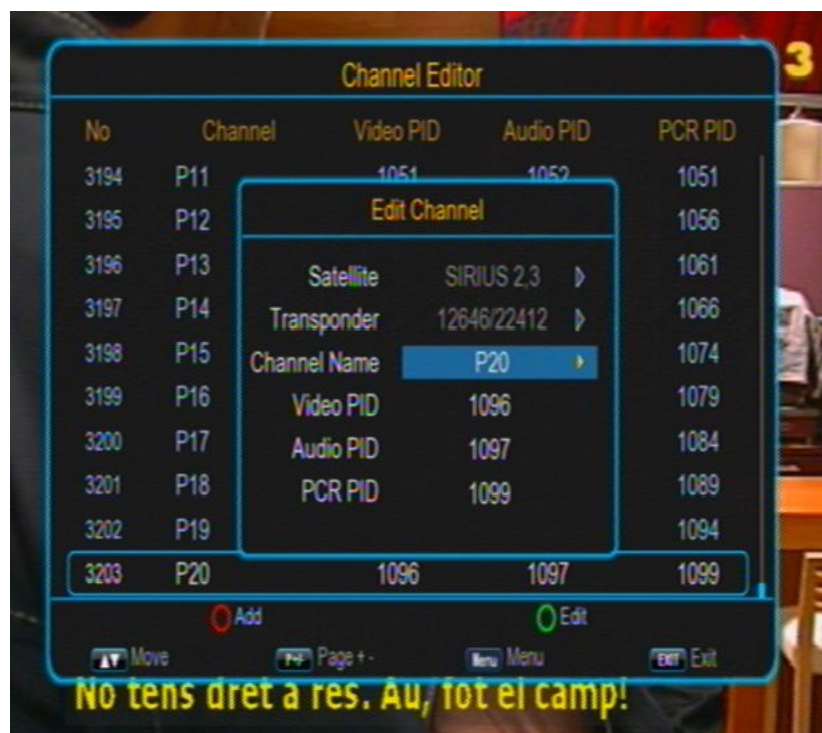 3
Channel Editor
No Channel Video PID Audio PID PCR PID
3194 P11 1051 1052 1051
3195 P12 1056
3196 P13 1061
3197 P14 1066
3198 P15 1074
3199 P16 1079
3200 P17 1084
3201 P18 1089
3202 P19 1094
3203 P20 1096 1097 1099
Edit Channel
Satellite SIRIUS 2,3
Transponder 12646/22412
Channel Name P20
Video PID 1096
Audio PID 1097
PCR PID 1099
Add Edit
Move P+/- Page + - Menu Menu EXIT Exit
No tens dret a res. Au, fot el camp!